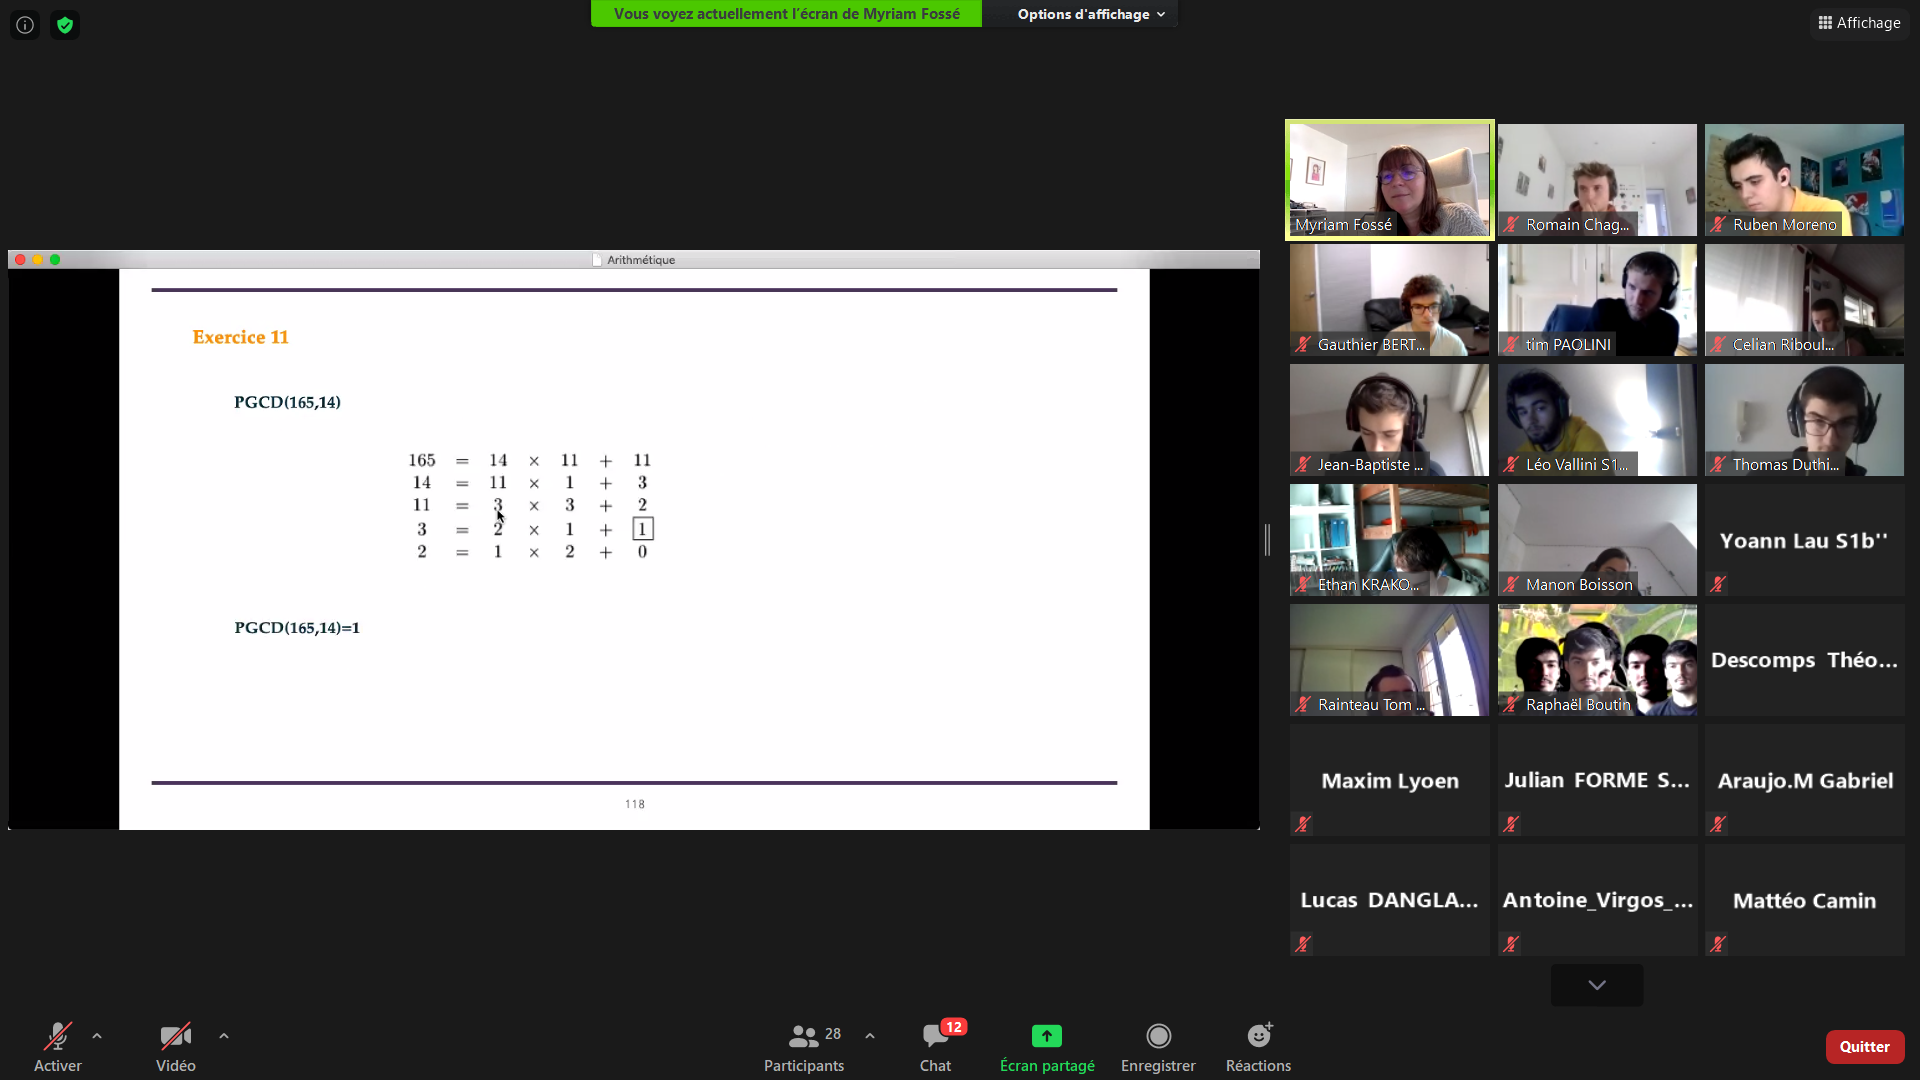 Vous voyez actuellement l'écran de Myriam Fossé
Options d'affichage
Affichage
Arithmétique
Exercice 11
PGCD(165,14)
165 = 14 × 11 + 11
14 = 11 × 1 + 3
11 = 3 × 3 + 2
3 = 2 × 1 + 1
2 = 1 × 2 + 0
PGCD(165,14)=1
118
Myriam Fossé
Romain Chag...
Ruben Moreno
Gauthier BERT...
tim PAOLINI
Celian Riboul...
Jean-Baptiste ...
Léo Vallini S1...
Thomas Duthi...
Ethan KRAKO...
Manon Boisson
Yoann Lau S1b''
Rainteau Tom ...
Raphaël Boutin
Descomps Théo...
Maxim Lyoen
Julian FORME S...
Araujo.M Gabriel
Lucas DANGLA...
Antoine_Virgos_...
Mattéo Camin
Activer
Vidéo
28
Participants
12
Chat
Écran partagé
Enregistrer
Réactions
Quitter